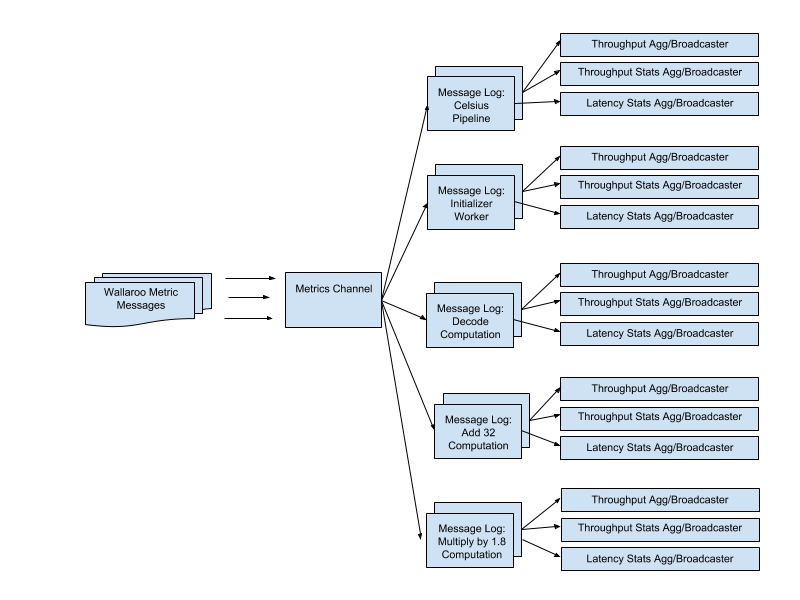 Wallaroo Metric
Messages
Metrics Channel
Message Log:
Celsius
Pipeline
Throughput Agg/Broadcaster
Throughput Stats Agg/Broadcaster
Latency Stats Agg/Broadcaster
Message Log:
Initializer
Worker
Throughput Agg/Broadcaster
Throughput Stats Agg/Broadcaster
Latency Stats Agg/Broadcaster
Message Log:
Decode
Computation
Throughput Agg/Broadcaster
Throughput Stats Agg/Broadcaster
Latency Stats Agg/Broadcaster
Message Log:
Add 32
Computation
Throughput Agg/Broadcaster
Throughput Stats Agg/Broadcaster
Latency Stats Agg/Broadcaster
Message Log:
Multiply by 1.8
Computation
Throughput Agg/Broadcaster
Throughput Stats Agg/Broadcaster
Latency Stats Agg/Broadcaster